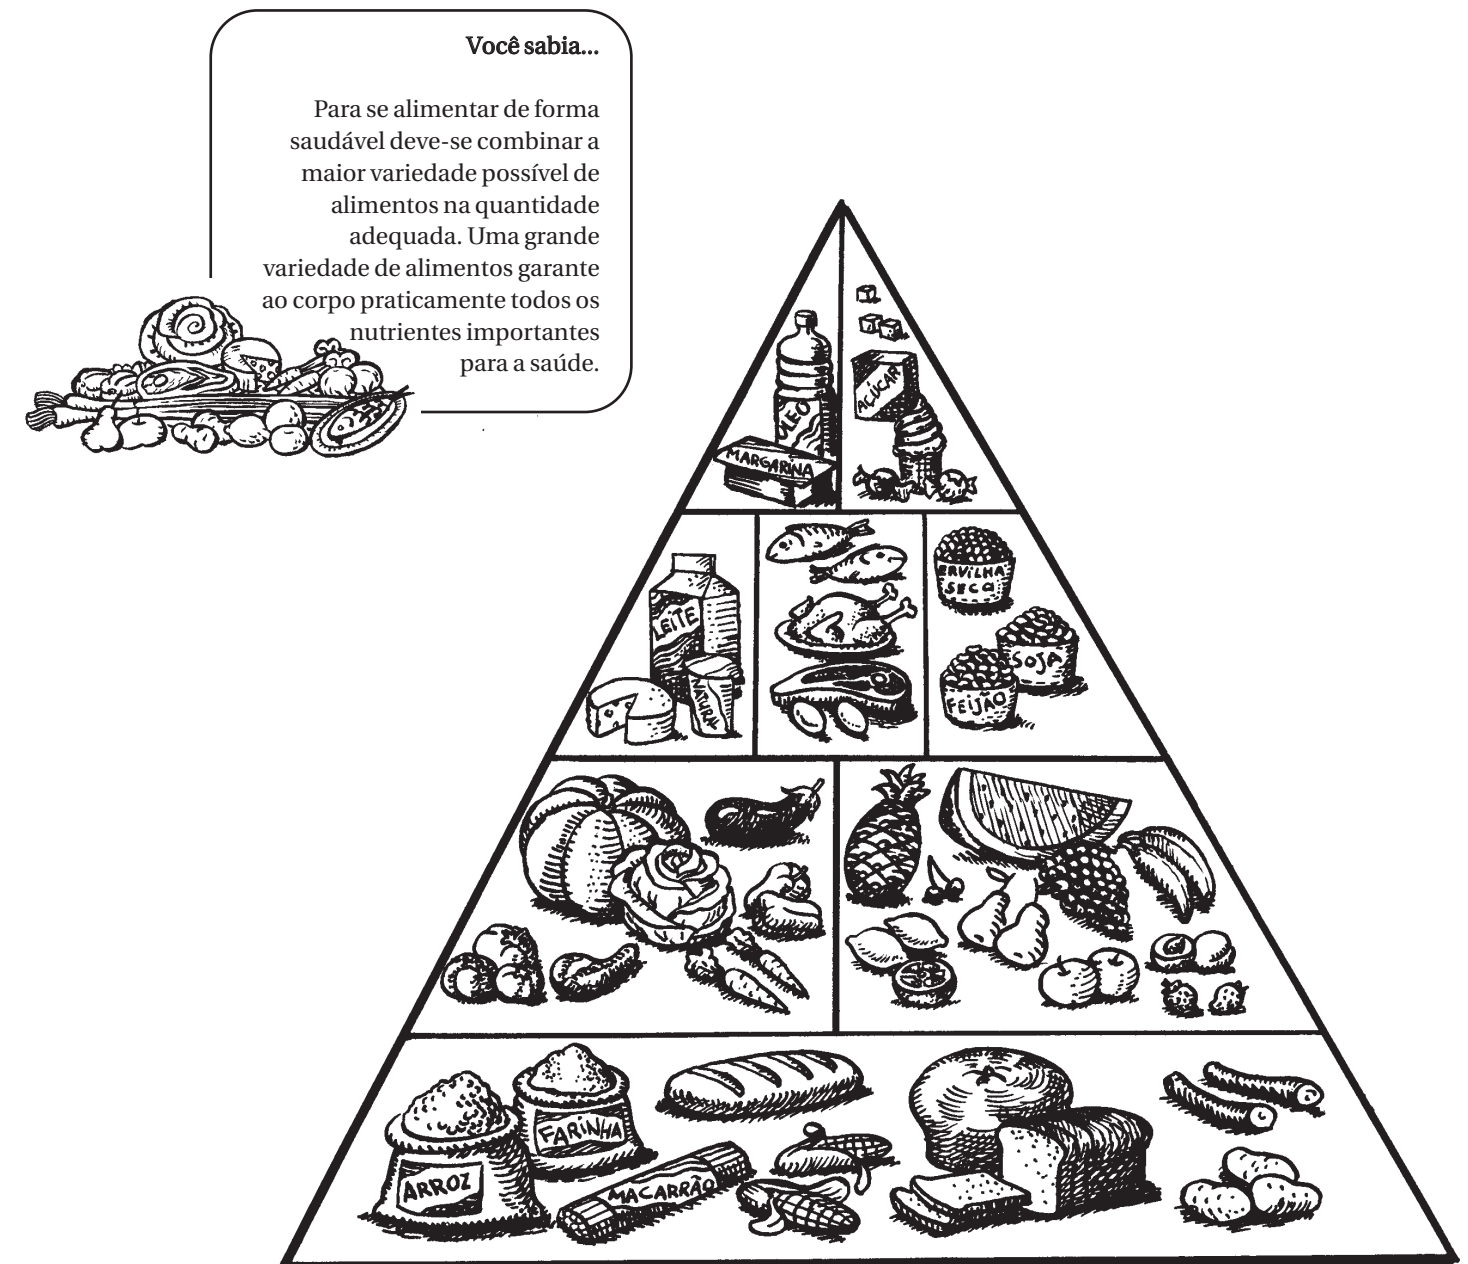 Você sabia...
Para se alimentar de forma
saudável deve-se combinar a
maior variedade possível de
alimentos na quantidade
adequada. Uma grande
variedade de alimentos garante
ao corpo praticamente todos os
nutrientes importantes
para a saúde.
AÇÚCAR
ÓLEO
MARGARINA
LEITE
NATURAL
ERVILHA
SECA
SOJA
FEIJÃO
ARROZ
FARINHA
MACARRÃO